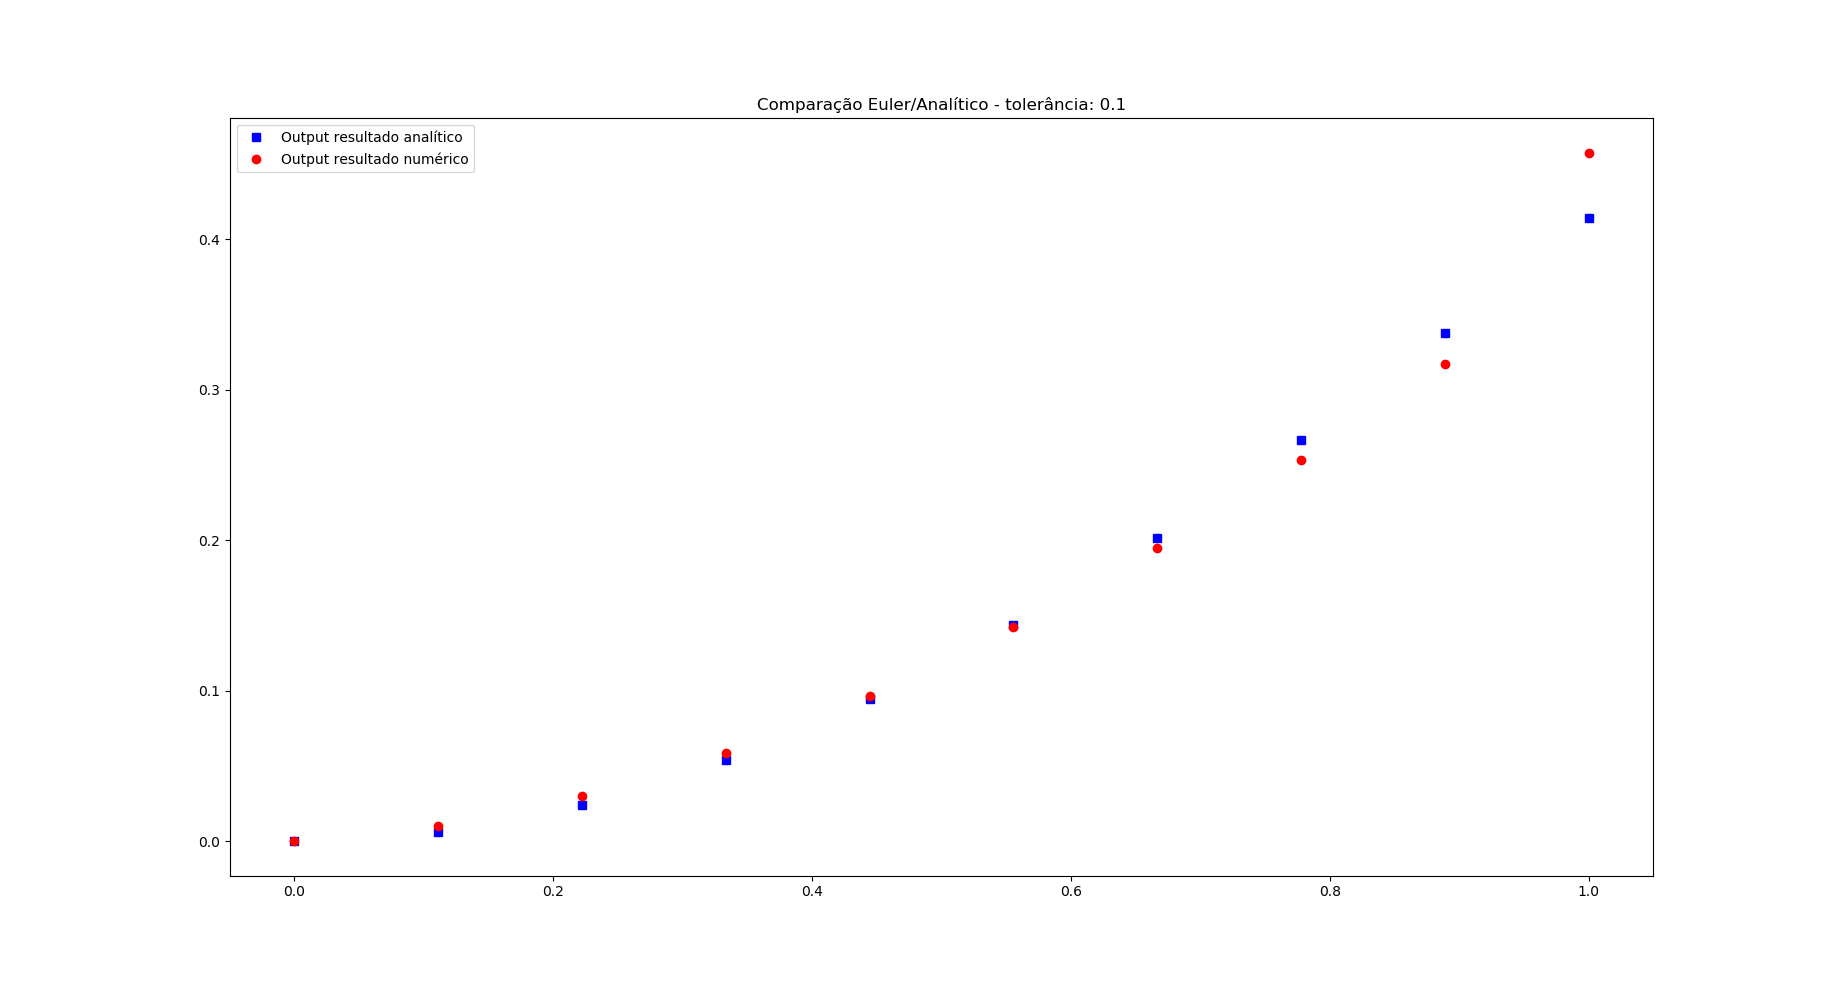 Comparação Euler/Analítico - tolerância: 0.1
Output resultado analítico
Output resultado numérico
0.4
0.3
0.2
0.1
0.0
0.0 0.2 0.4 0.6 0.8 1.0